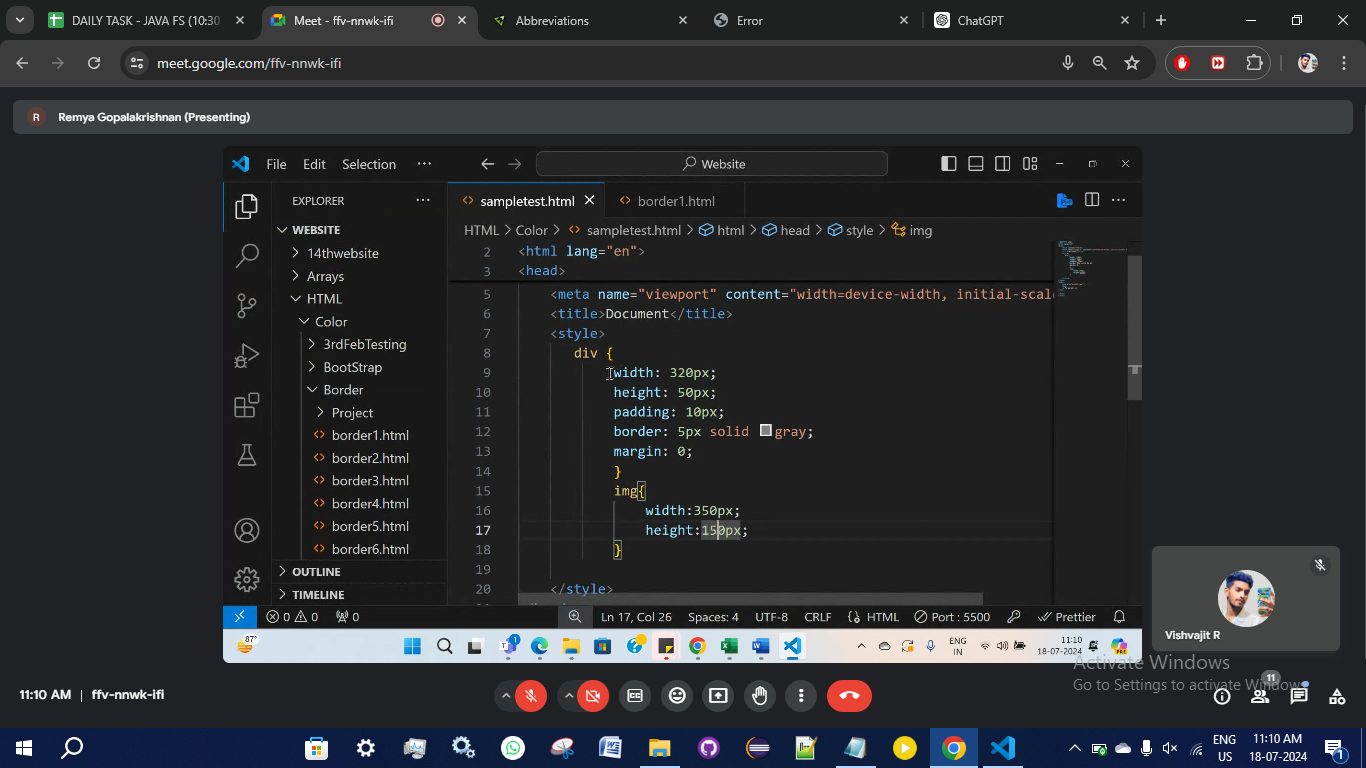 DAILY TASK - JAVA FS (10:30
Meet - ffv-nnwk-ifi
Abbreviations
Error
ChatGPT
meet.google.com/ffv-nnwk-ifi
R
Remya Gopalakrishnan (Presenting)
File Edit Selection ...
Website
EXPLORER
sampletest.html
border1.html
WEBSITE
HTML > Color > sampletest.html > html > head > style > img
14thwebsite
Arrays
HTML
Color
3rdFebTesting
BootStrap
Border
Project
border1.html
border2.html
border3.html
border4.html
border5.html
border6.html
OUTLINE
TIMELINE
2 <html lang="en">
3 <head>
5 <meta name="viewport" content="width=device-width, initial-scale
6 <title>Document</title>
7 <style>
8 div {
9 width: 320px;
10 height: 50px;
11 padding: 10px;
12 border: 5px solid gray;
13 margin: 0;
14 }
15 img{
16 width:350px;
17 height:150px;
18 }
19
20 </style>
0 0 0 Ln 17, Col 26 Spaces: 4 UTF-8 CRLF HTML Port : 5500 Prettier
87°
ENG
IN
11:10
18-07-2024
Vishvajit R
Activate Windows
Go to Settings to activate Windows.
11:10 AM ffv-nnwk-ifi
11
ENG
US
11:10 AM
18-07-2024
1